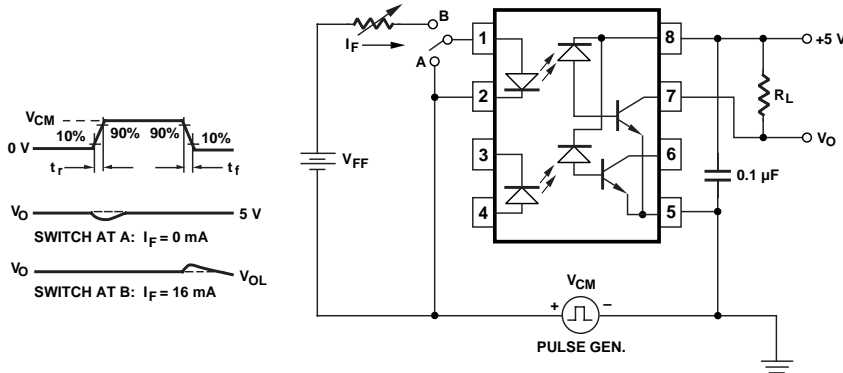 V_CM
10% 90% 90% 10%
0 V
t_r t_f
V_O 5 V
SWITCH AT A: I_F = 0 mA
V_O V_OL
SWITCH AT B: I_F = 16 mA
B
I_F
A
V_FF
1
2
3
4
8
7
6
5
+5 V
R_L
V_O
0.1 µF
V_CM
+ –
PULSE GEN.